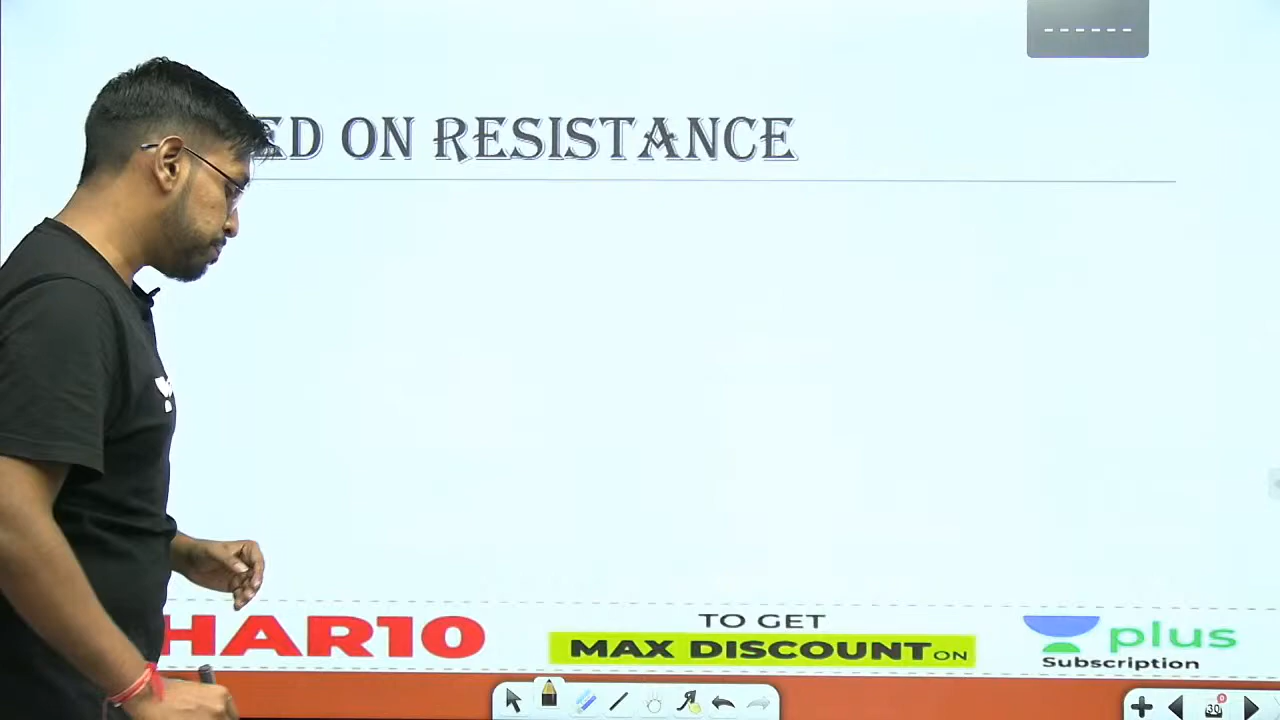 ED ON RESISTANCE
HAR10
TO GET
MAX DISCOUNT ON
plus
Subscription
30